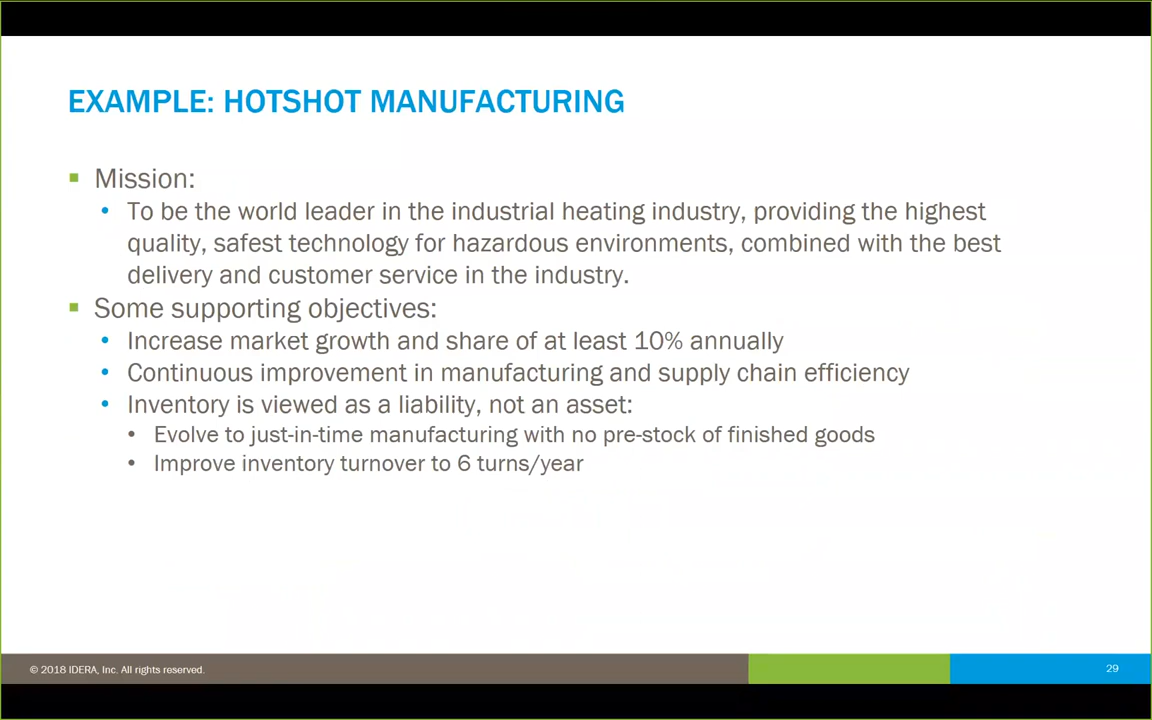 EXAMPLE: HOTSHOT MANUFACTURING
▪ Mission:
• To be the world leader in the industrial heating industry, providing the highest
quality, safest technology for hazardous environments, combined with the best
delivery and customer service in the industry.
▪ Some supporting objectives:
• Increase market growth and share of at least 10% annually
• Continuous improvement in manufacturing and supply chain efficiency
• Inventory is viewed as a liability, not an asset:
• Evolve to just-in-time manufacturing with no pre-stock of finished goods
• Improve inventory turnover to 6 turns/year
© 2018 IDERA, Inc. All rights reserved.
29